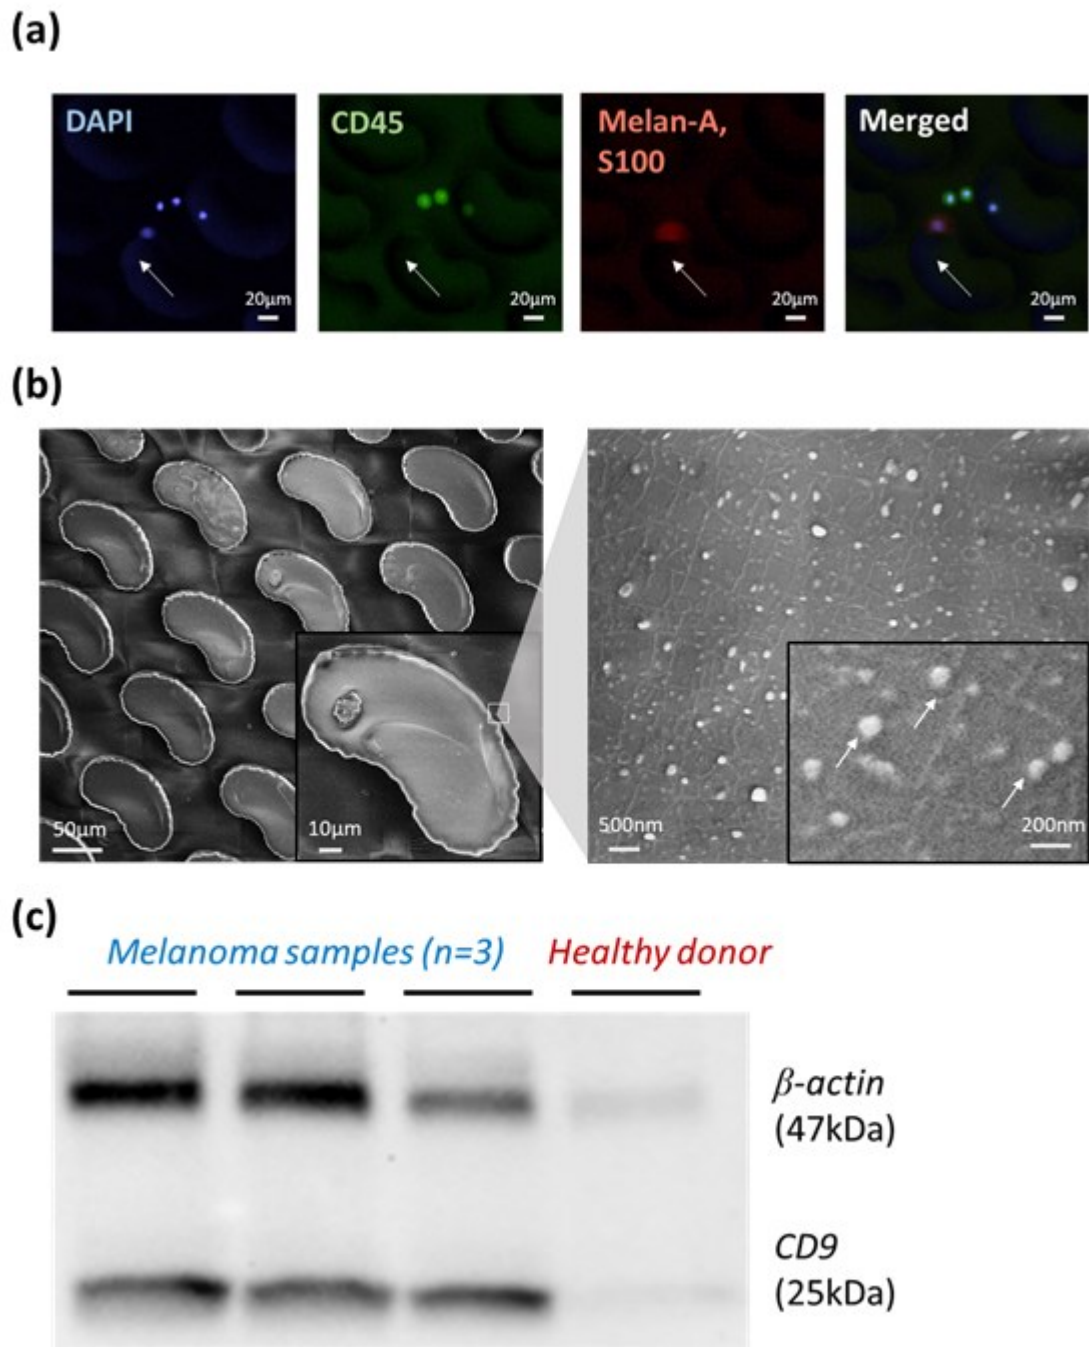 (a)
DAPI
CD45
Melan-A,
S100
Merged
20μm
20μm
20μm
20μm
(b)
50μm
10μm
500nm
200nm
(c)
Melanoma samples (n=3)
Healthy donor
β-actin
(47kDa)
CD9
(25kDa)